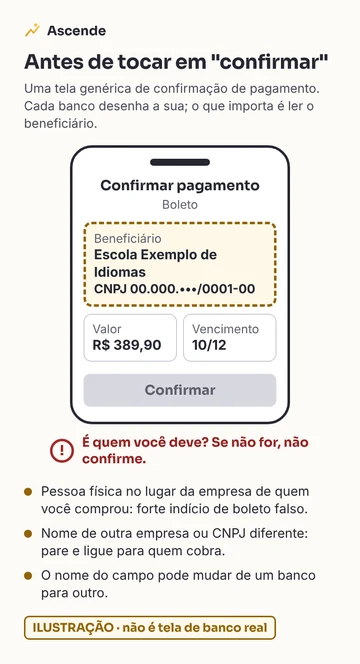 Ascende
Antes de tocar em "confirmar"
Uma tela genérica de confirmação de pagamento.
Cada banco desenha a sua; o que importa é ler o
beneficiário.
Confirmar pagamento
Boleto
Beneficiário
Escola Exemplo de
Idiomas
CNPJ 00.000.•••/0001-00
Valor
R$ 389,90
Vencimento
10/12
Confirmar
É quem você deve? Se não for, não
confirme.
Pessoa física no lugar da empresa de quem
você comprou: forte indício de boleto falso.
Nome de outra empresa ou CNPJ diferente:
pare e ligue para quem cobra.
O nome do campo pode mudar de um banco
para outro.
ILUSTRAÇÃO · não é tela de banco real